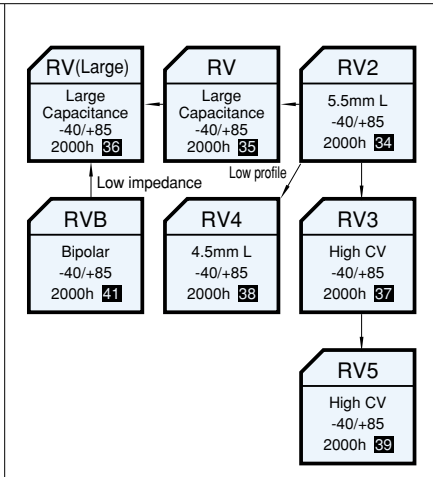 RV(Large)
Large
Capacitance
-40/+85
2000h 36
RV
Large
Capacitance
-40/+85
2000h 35
RV2
5.5mm L
-40/+85
2000h 34
Low impedance
Low profile
RVB
Bipolar
-40/+85
2000h 41
RV4
4.5mm L
-40/+85
2000h 38
RV3
High CV
-40/+85
2000h 37
RV5
High CV
-40/+85
2000h 39